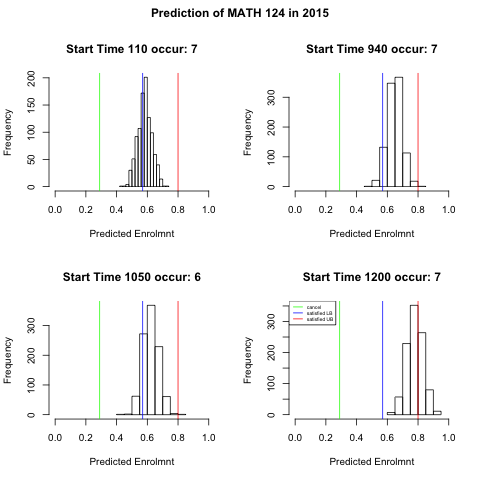 Prediction of MATH 124 in 2015
Start Time 110 occur: 7
Frequency
200
150
100
50
0
0.0 0.2 0.4 0.6 0.8 1.0
Predicted Enrolmnt
Start Time 940 occur: 7
Frequency
300
200
100
0
0.0 0.2 0.4 0.6 0.8 1.0
Predicted Enrolmnt
Start Time 1050 occur: 6
Frequency
300
200
100
0
0.0 0.2 0.4 0.6 0.8 1.0
Predicted Enrolmnt
Start Time 1200 occur: 7
cancel
satisfied LB
satisfied UB
Frequency
300
200
100
0
0.0 0.2 0.4 0.6 0.8 1.0
Predicted Enrolmnt